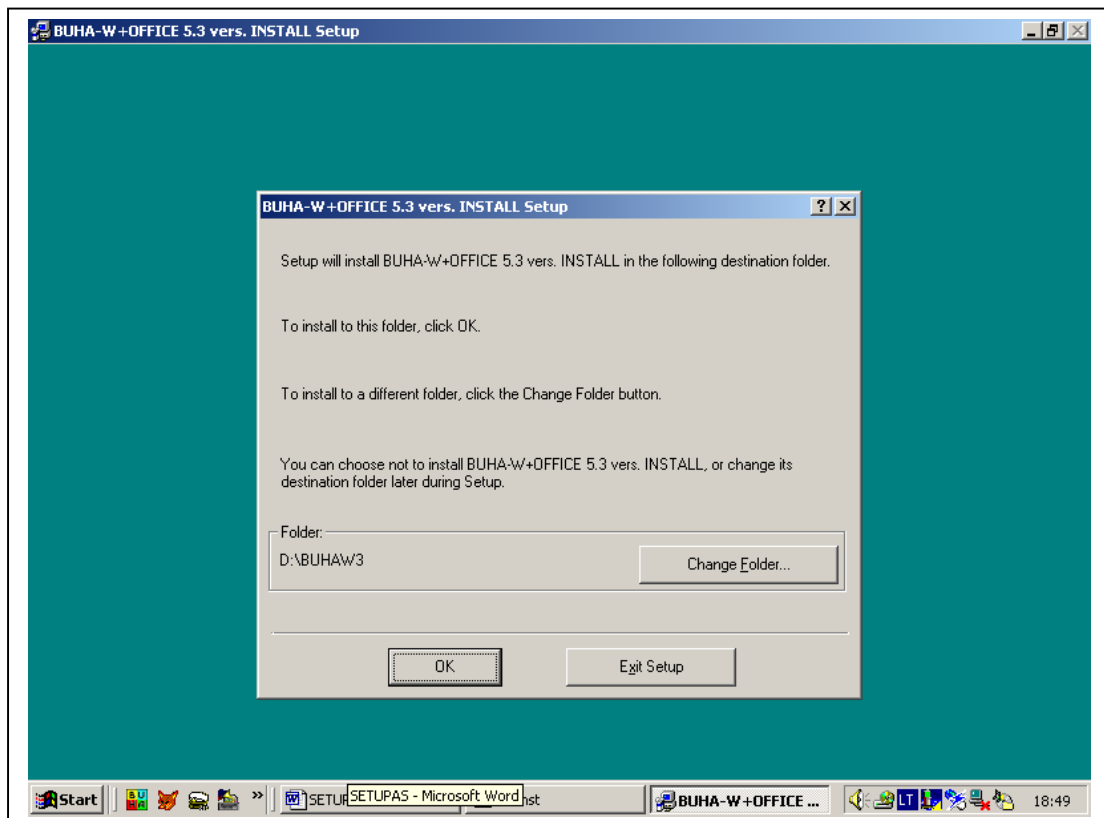 BUHA-W+OFFICE 5.3 vers. INSTALL Setup
BUHA-W+OFFICE 5.3 vers. INSTALL Setup
Setup will install BUHA-W+OFFICE 5.3 vers. INSTALL in the following destination folder.
To install to this folder, click OK.
To install to a different folder, click the Change Folder button.
You can choose not to install BUHA-W+OFFICE 5.3 vers. INSTALL, or change its
destination folder later during Setup.
Folder:
D:\BUHAW3
Change Folder...
OK
Exit Setup
Start
BU
HA
SETUPAS - Microsoft Word
BUHA-W+OFFICE ...
LT
18:49